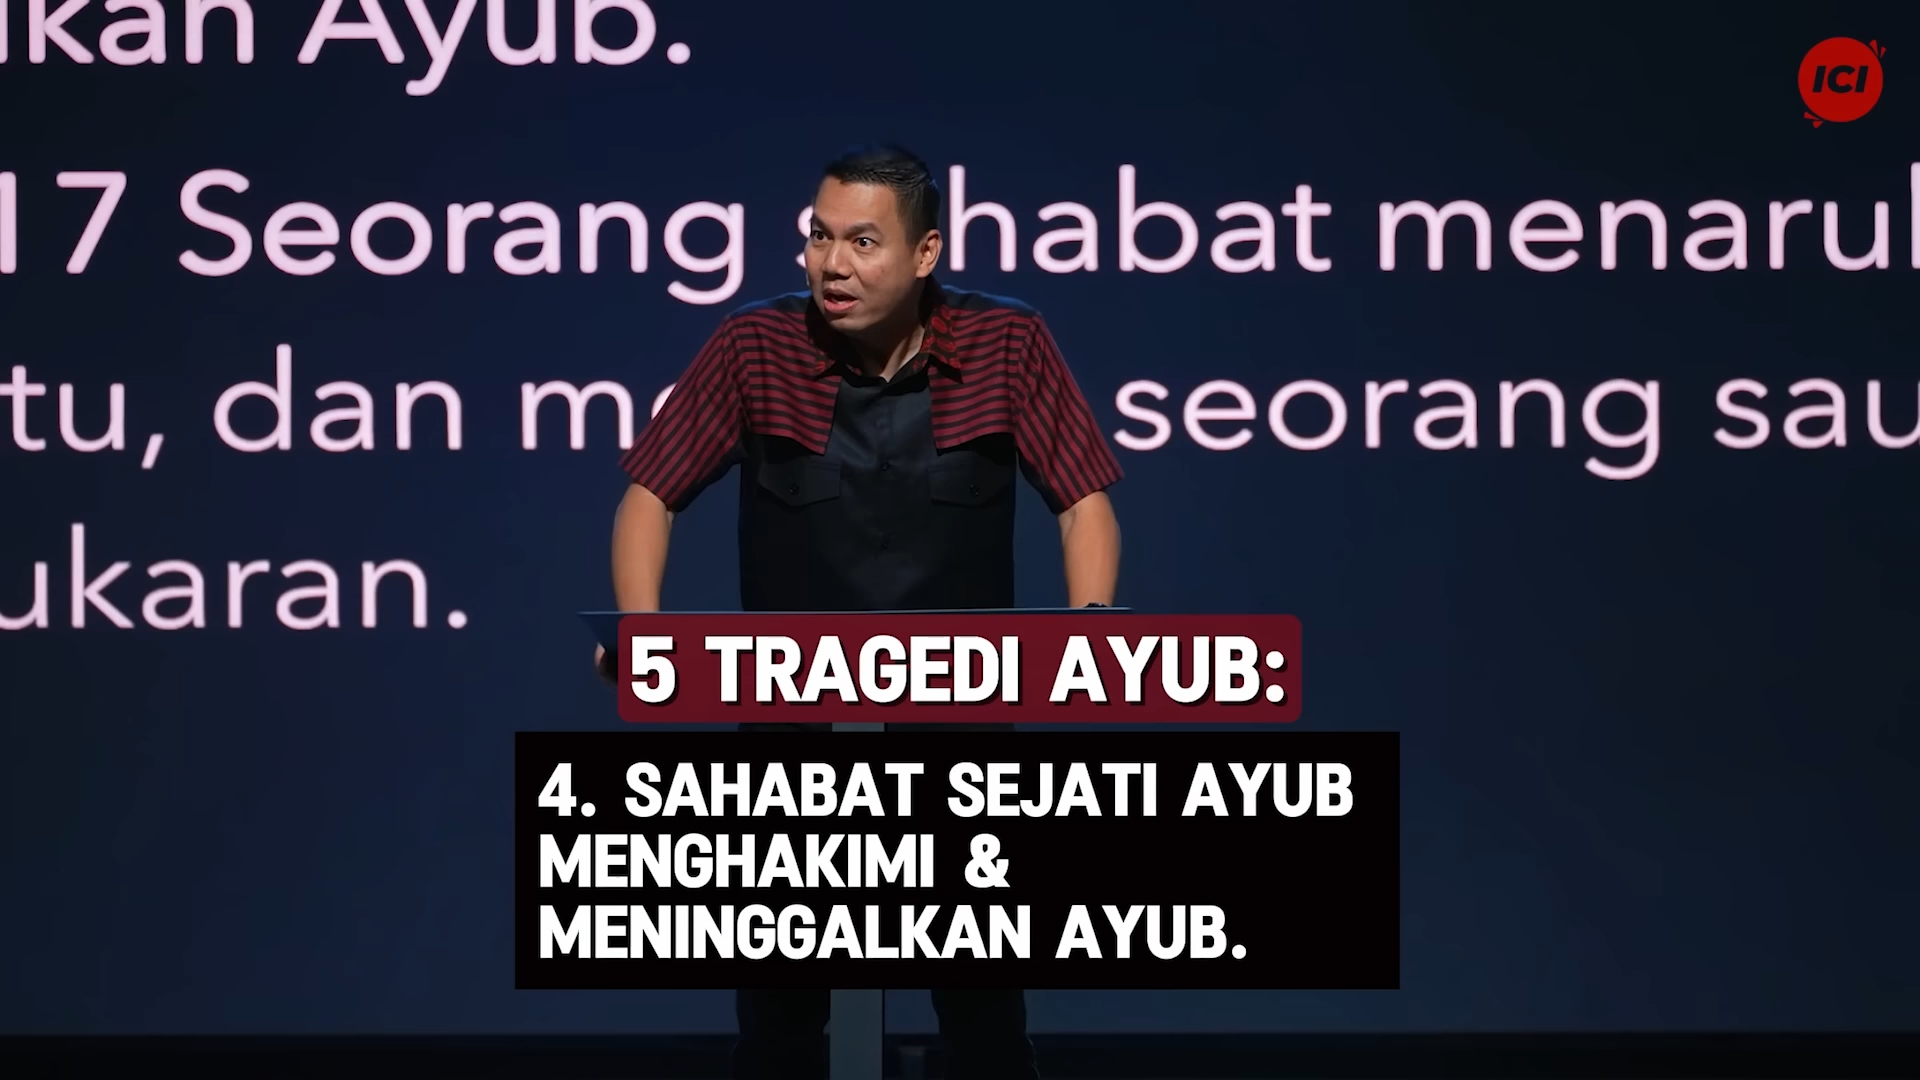 kan Ayub.
ICI
17 Seorang habat menaru
tu, dan m seorang sau
ukaran.
5 TRAGEDI AYUB:
4. SAHABAT SEJATI AYUB
MENGHAKIMI &
MENINGGALKAN AYUB.